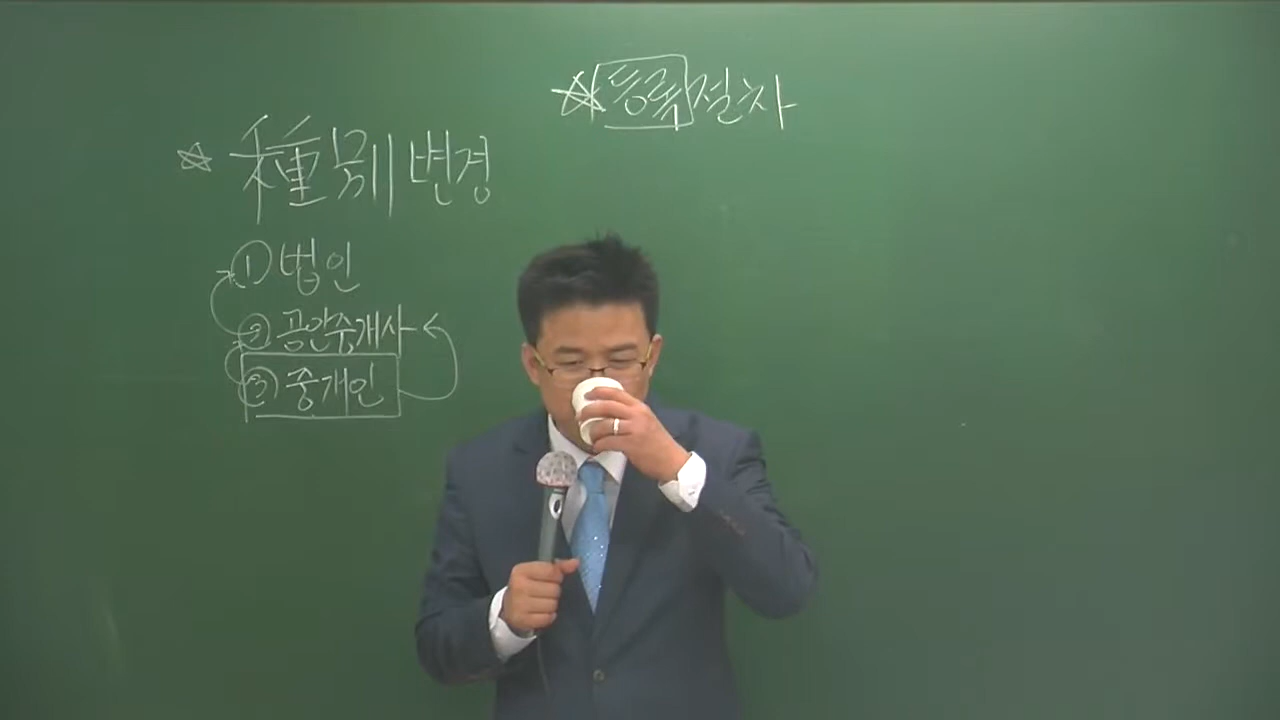 등록절차
種別변경
① 법인
② 공인중개사
③ 중개인